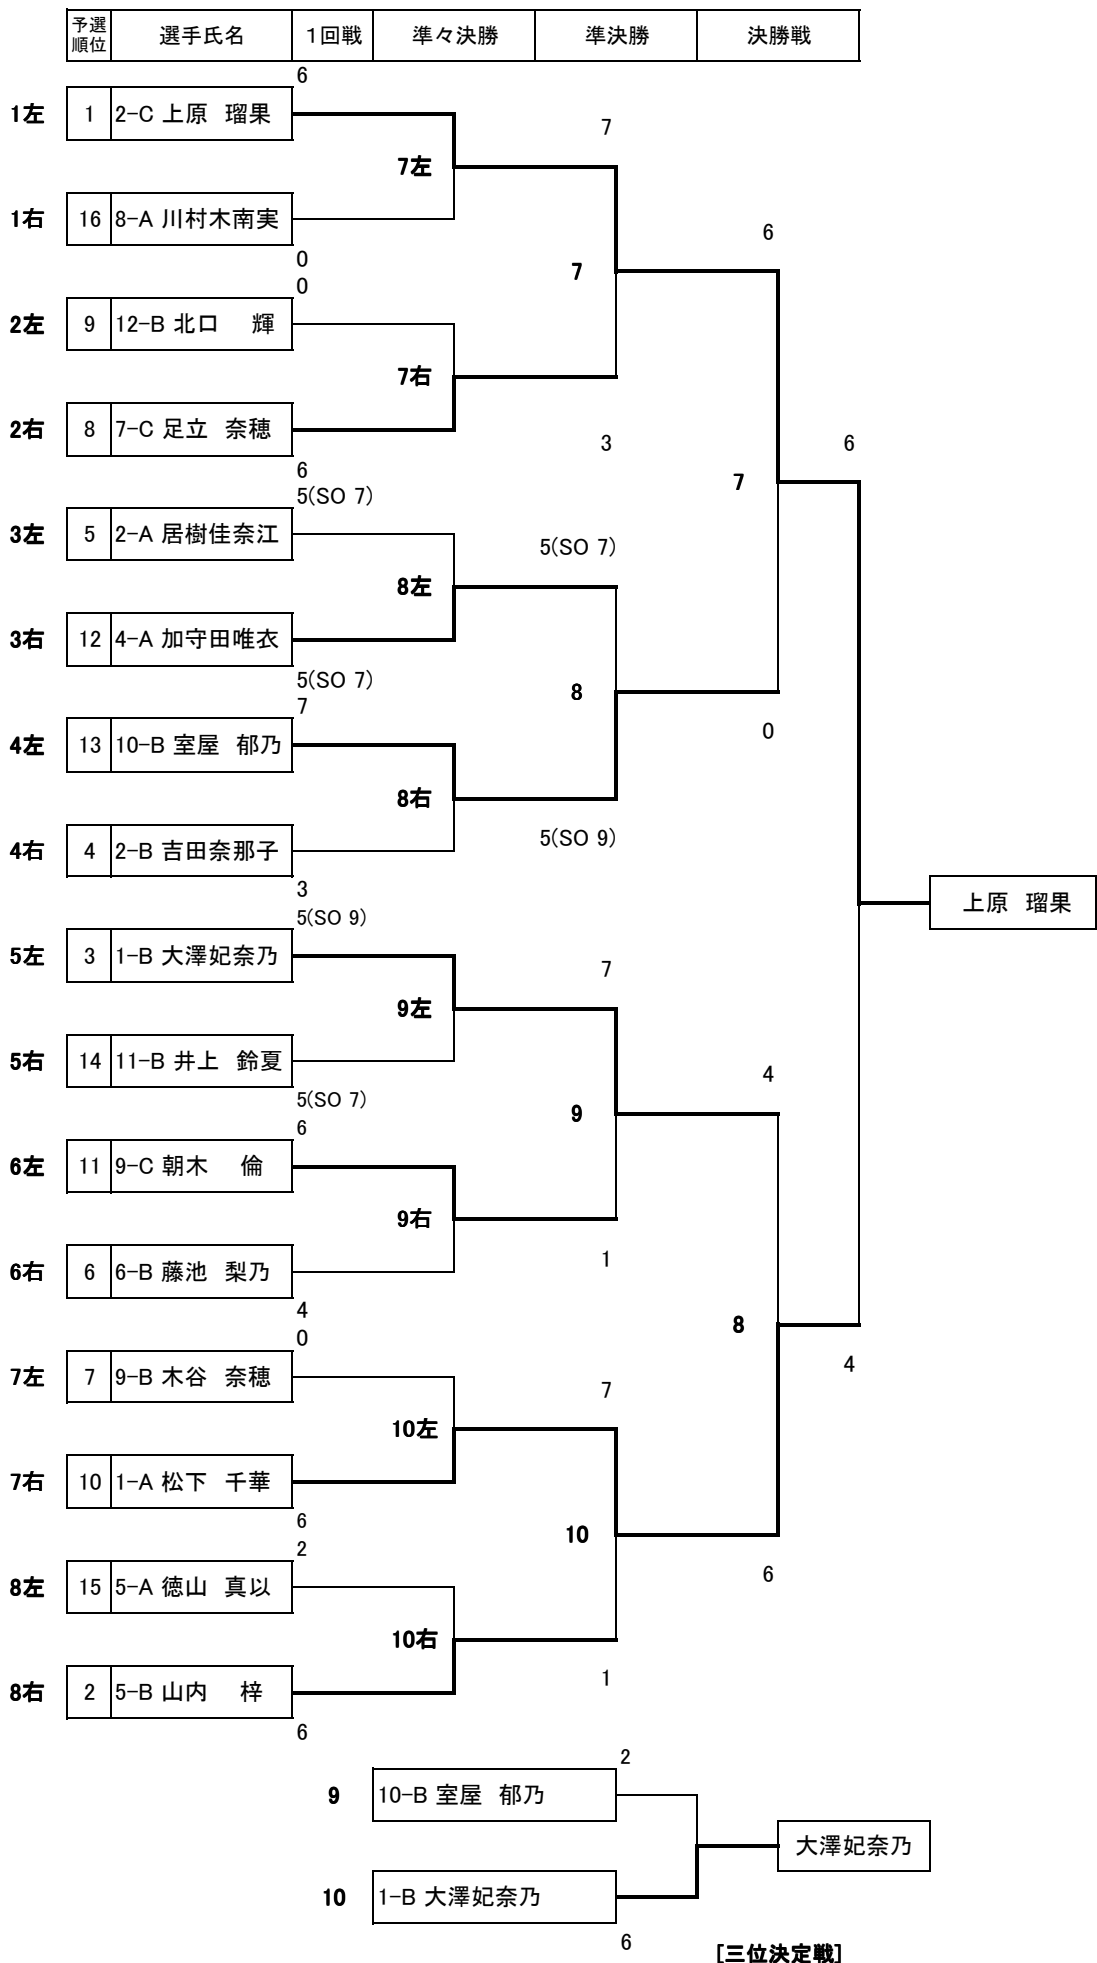 予選順位 選手氏名 1回戦 準々決勝 準決勝 決勝戦
6
1左 1 2-C 上原 瑠果
7
7左
1右 16 8-A 川村木南実
6
0
7
0
2左 9 12-B 北口 輝
7右
2右 8 7-C 足立 奈穂
3
6
6
7
5(SO 7)
3左 5 2-A 居樹佳奈江
5(SO 7)
8左
3右 12 4-A 加守田唯衣
5(SO 7)
8
7
0
4左 13 10-B 室屋 郁乃
8右
5(SO 9)
4右 4 2-B 吉田奈那子
3
上原 瑠果
5(SO 9)
5左 3 1-B 大澤妃奈乃
7
9左
5右 14 11-B 井上 鈴夏
4
5(SO 7)
9
6
6左 11 9-C 朝木 倫
9右
1
6右 6 6-B 藤池 梨乃
4
8
0
4
7左 7 9-B 木谷 奈穂
7
10左
7右 10 1-A 松下 千華
6
10
2
6
8左 15 5-A 徳山 真以
10右
1
8右 2 5-B 山内 梓
6
2
9 10-B 室屋 郁乃
大澤妃奈乃
10 1-B 大澤妃奈乃
6
[三位決定戦]